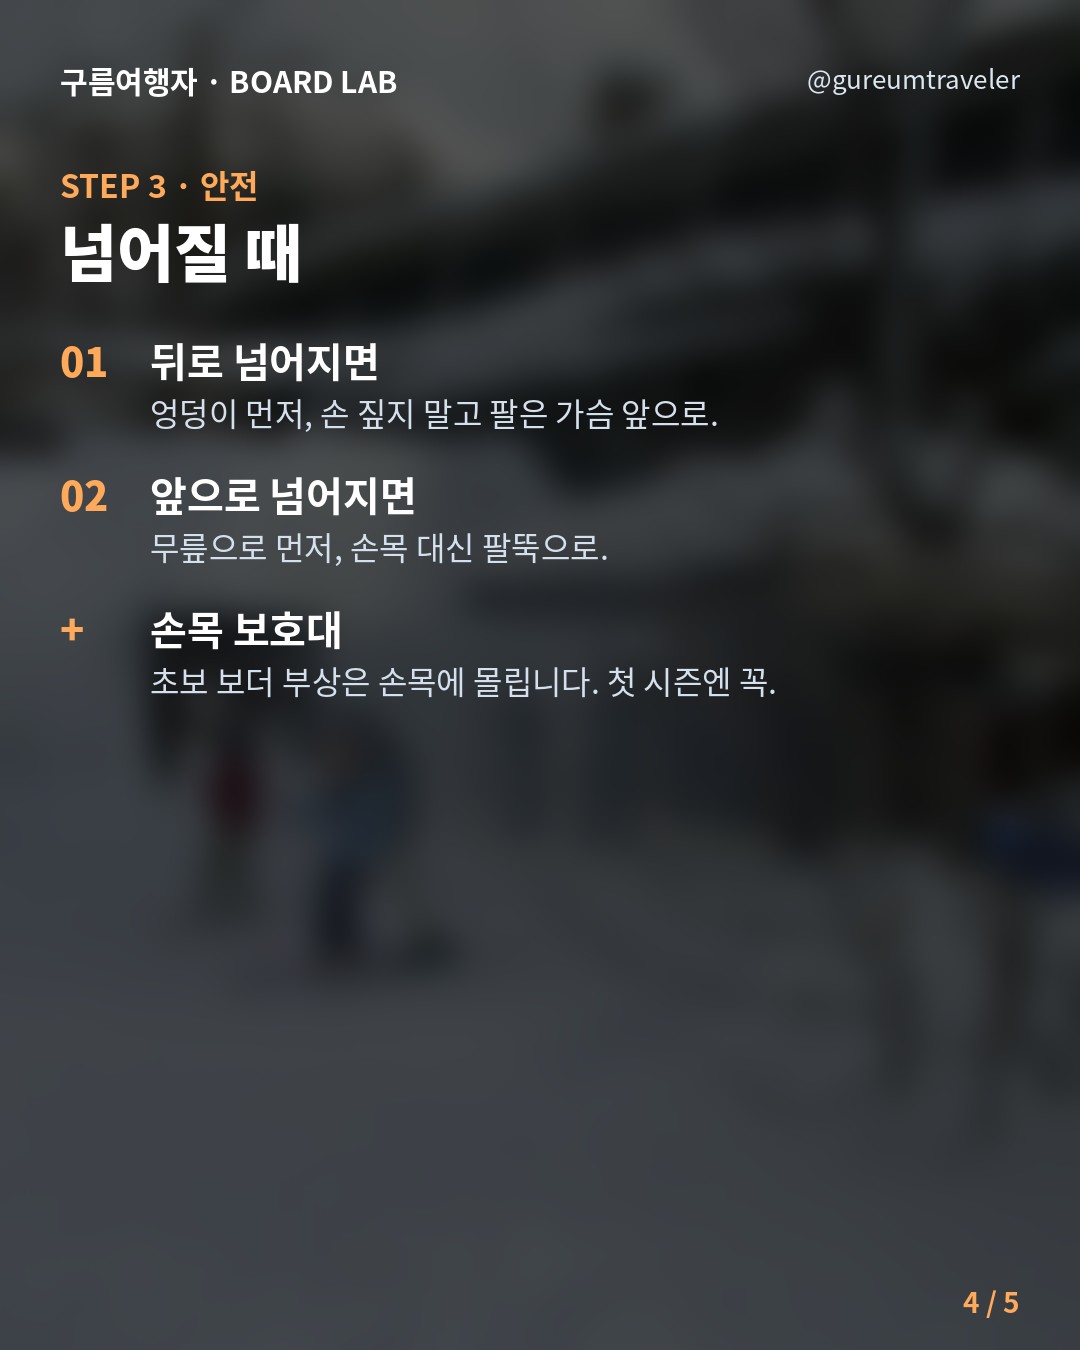 구름여행자 · BOARD LAB
@gureumtraveler
STEP 3 · 안전
넘어질 때
01 뒤로 넘어지면
엉덩이 먼저, 손 짚지 말고 팔은 가슴 앞으로.
02 앞으로 넘어지면
무릎으로 먼저, 손목 대신 팔뚝으로.
+ 손목 보호대
초보 보더 부상은 손목에 몰립니다. 첫 시즌엔 꼭.
4 / 5